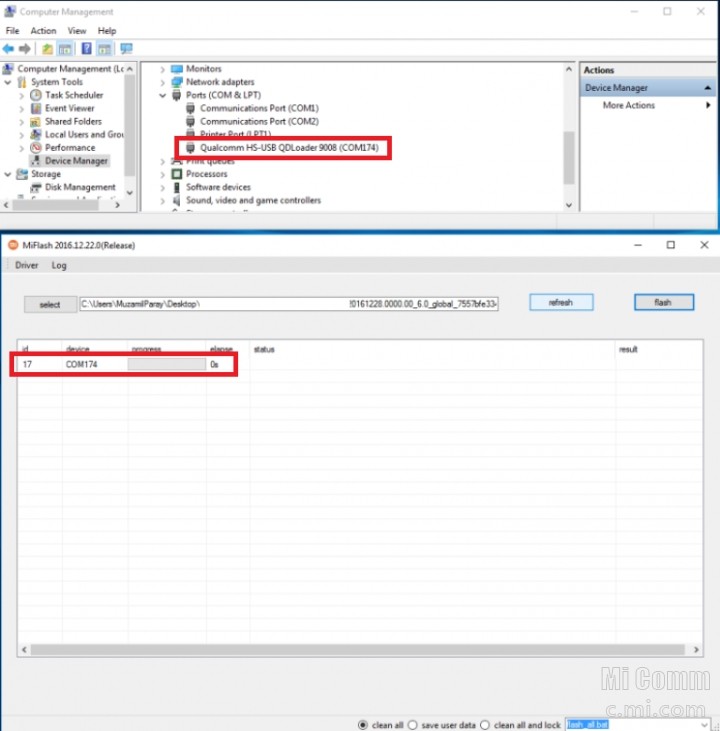 Computer Management
File Action View Help
Computer Management (Lo
System Tools
Task Scheduler
Event Viewer
Shared Folders
Local Users and Grou
Performance
Device Manager
Storage
Disk Management
Monitors
Network adapters
Ports (COM & LPT)
Communications Port (COM1)
Communications Port (COM2)
Printer Port (LPT1)
Qualcomm HS-USB QDLoader 9008 (COM174)
Print queues
Processors
Software devices
Sound, video and game controllers
Actions
Device Manager
More Actions
MiFlash 2016.12.22.0(Release)
Driver Log
select C:\Users\MuzamilParay\Desktop\ !0161228.0000.00_6.0_global_7557bfe33 refresh flash
id device progress elapse status result
17 COM174 0s
Mi Comm
c.mi.com
clean all save user data clean all and lock flash_all.bat